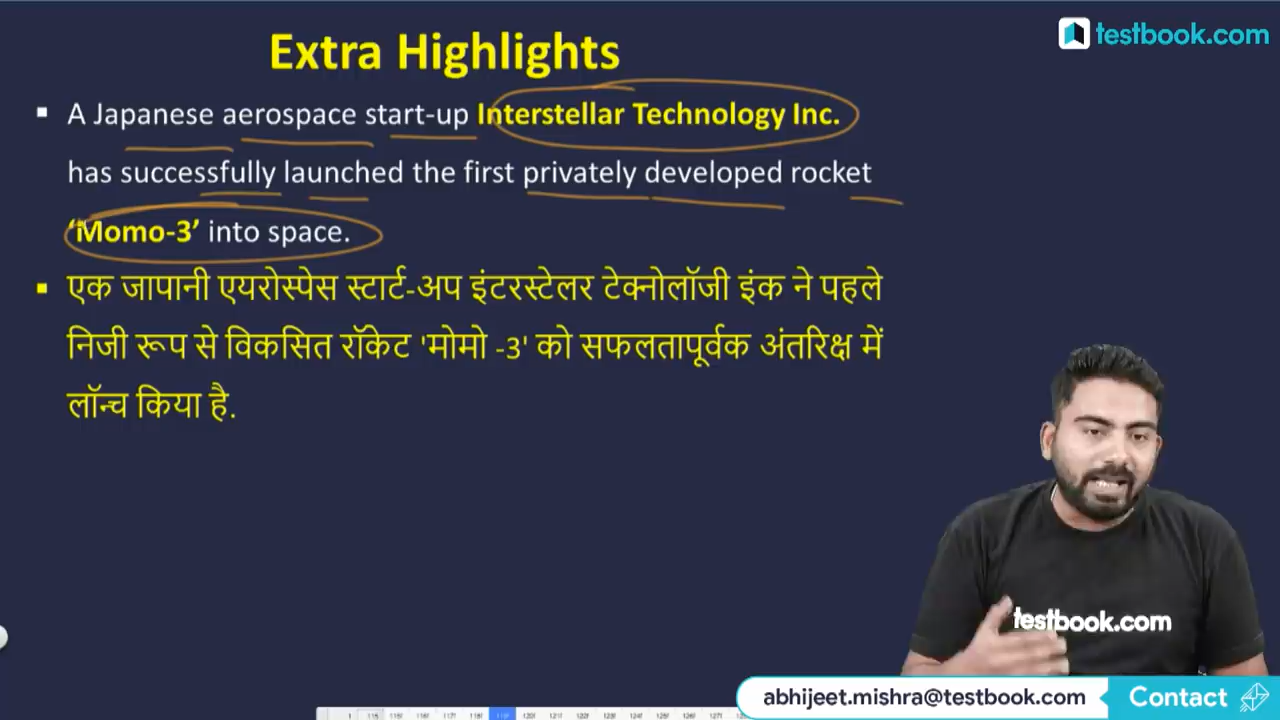 Extra Highlights
testbook.com
▪ A Japanese aerospace start-up Interstellar Technology Inc.
has successfully launched the first privately developed rocket
‘Momo-3’ into space.
▪ एक जापानी एयरोस्पेस स्टार्ट-अप इंटरस्टेलर टेक्नोलॉजी इंक ने पहले
निजी रूप से विकसित रॉकेट 'मोमो -3' को सफलतापूर्वक अंतरिक्ष में
लॉन्च किया है.
testbook.com
abhijeet.mishra@testbook.com Contact